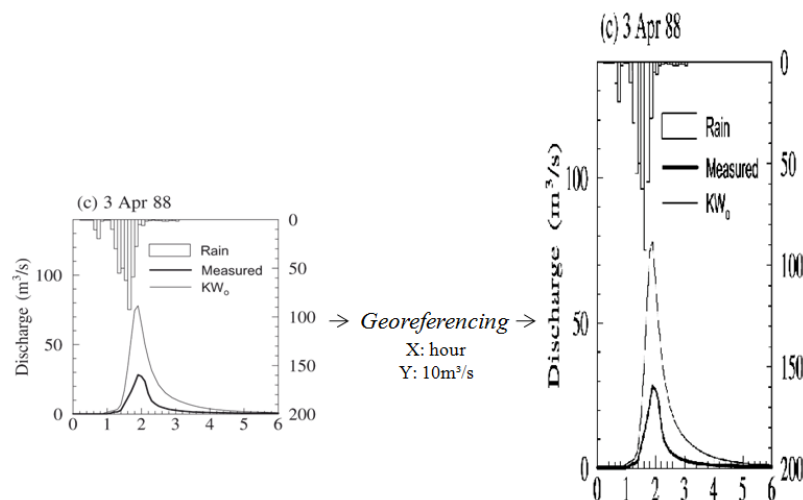 (c) 3 Apr 88
Discharge (m³/s)
0
50
100
0
50
100
150
200
Rain
Measured
KWₒ
0 1 2 3 4 5 6
Georeferencing
X: hour
Y: 10m³/s
(c) 3 Apr 88
Discharge (m³/s)
0
50
100
0
50
100
150
200
Rain
Measured
KW₀
0 1 2 3 4 5 6